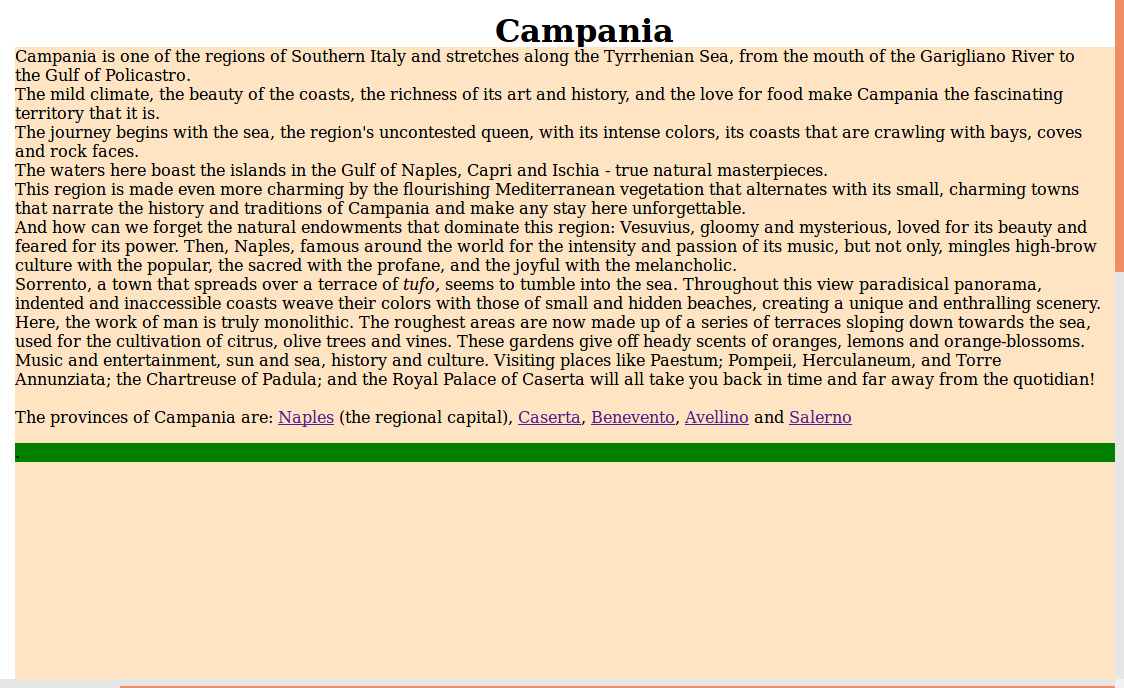 Campania
Campania is one of the regions of Southern Italy and stretches along the Tyrrhenian Sea, from the mouth of the Garigliano River to
the Gulf of Policastro.
The mild climate, the beauty of the coasts, the richness of its art and history, and the love for food make Campania the fascinating
territory that it is.
The journey begins with the sea, the region's uncontested queen, with its intense colors, its coasts that are crawling with bays, coves
and rock faces.
The waters here boast the islands in the Gulf of Naples, Capri and Ischia - true natural masterpieces.
This region is made even more charming by the flourishing Mediterranean vegetation that alternates with its small, charming towns
that narrate the history and traditions of Campania and make any stay here unforgettable.
And how can we forget the natural endowments that dominate this region: Vesuvius, gloomy and mysterious, loved for its beauty and
feared for its power. Then, Naples, famous around the world for the intensity and passion of its music, but not only, mingles high-brow
culture with the popular, the sacred with the profane, and the joyful with the melancholic.
Sorrento, a town that spreads over a terrace of tufo, seems to tumble into the sea. Throughout this view paradisical panorama,
indented and inaccessible coasts weave their colors with those of small and hidden beaches, creating a unique and enthralling scenery.
Here, the work of man is truly monolithic. The roughest areas are now made up of a series of terraces sloping down towards the sea,
used for the cultivation of citrus, olive trees and vines. These gardens give off heady scents of oranges, lemons and orange-blossoms.
Music and entertainment, sun and sea, history and culture. Visiting places like Paestum; Pompeii, Herculaneum, and Torre
Annunziata; the Chartreuse of Padula; and the Royal Palace of Caserta will all take you back in time and far away from the quotidian!
The provinces of Campania are: Naples (the regional capital), Caserta, Benevento, Avellino and Salerno
.